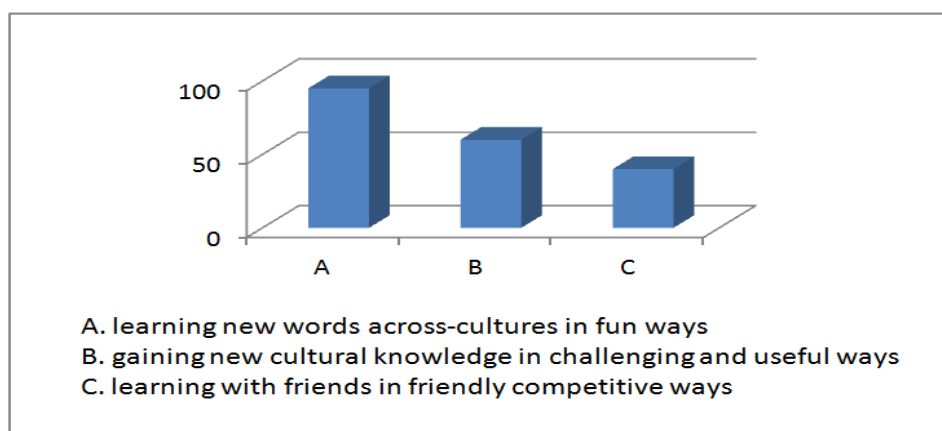 100
50
0
A B C
A. learning new words across-cultures in fun ways
B. gaining new cultural knowledge in challenging and useful ways
C. learning with friends in friendly competitive ways